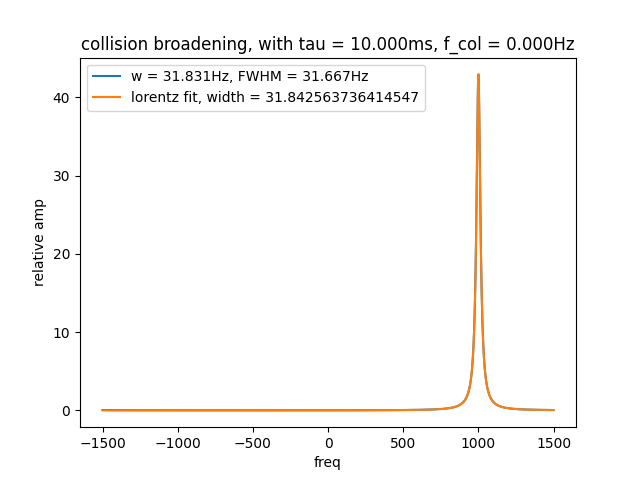 collision broadening, with tau = 10.000ms, f_col = 0.000Hz
w = 31.831Hz, FWHM = 31.667Hz
lorentz fit, width = 31.842563736414547
relative amp
40
30
20
10
0
−1500
−1000
−500
0
500
1000
1500
freq